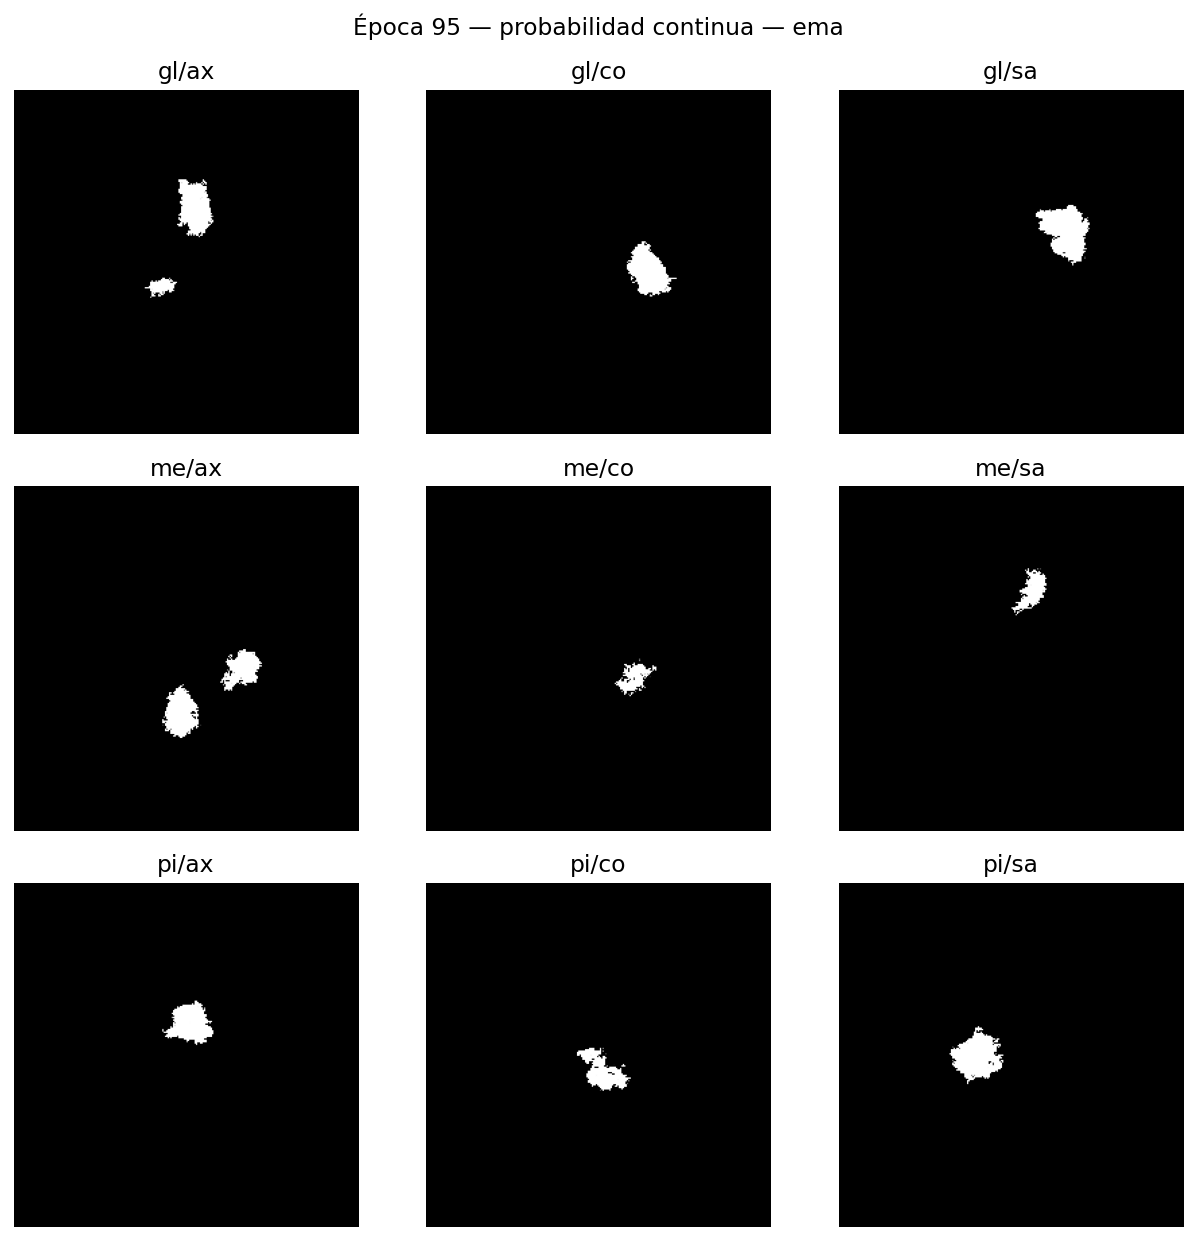 Época 95 — probabilidad continua — ema
gl/ax
gl/co
gl/sa
me/ax
me/co
me/sa
pi/ax
pi/co
pi/sa